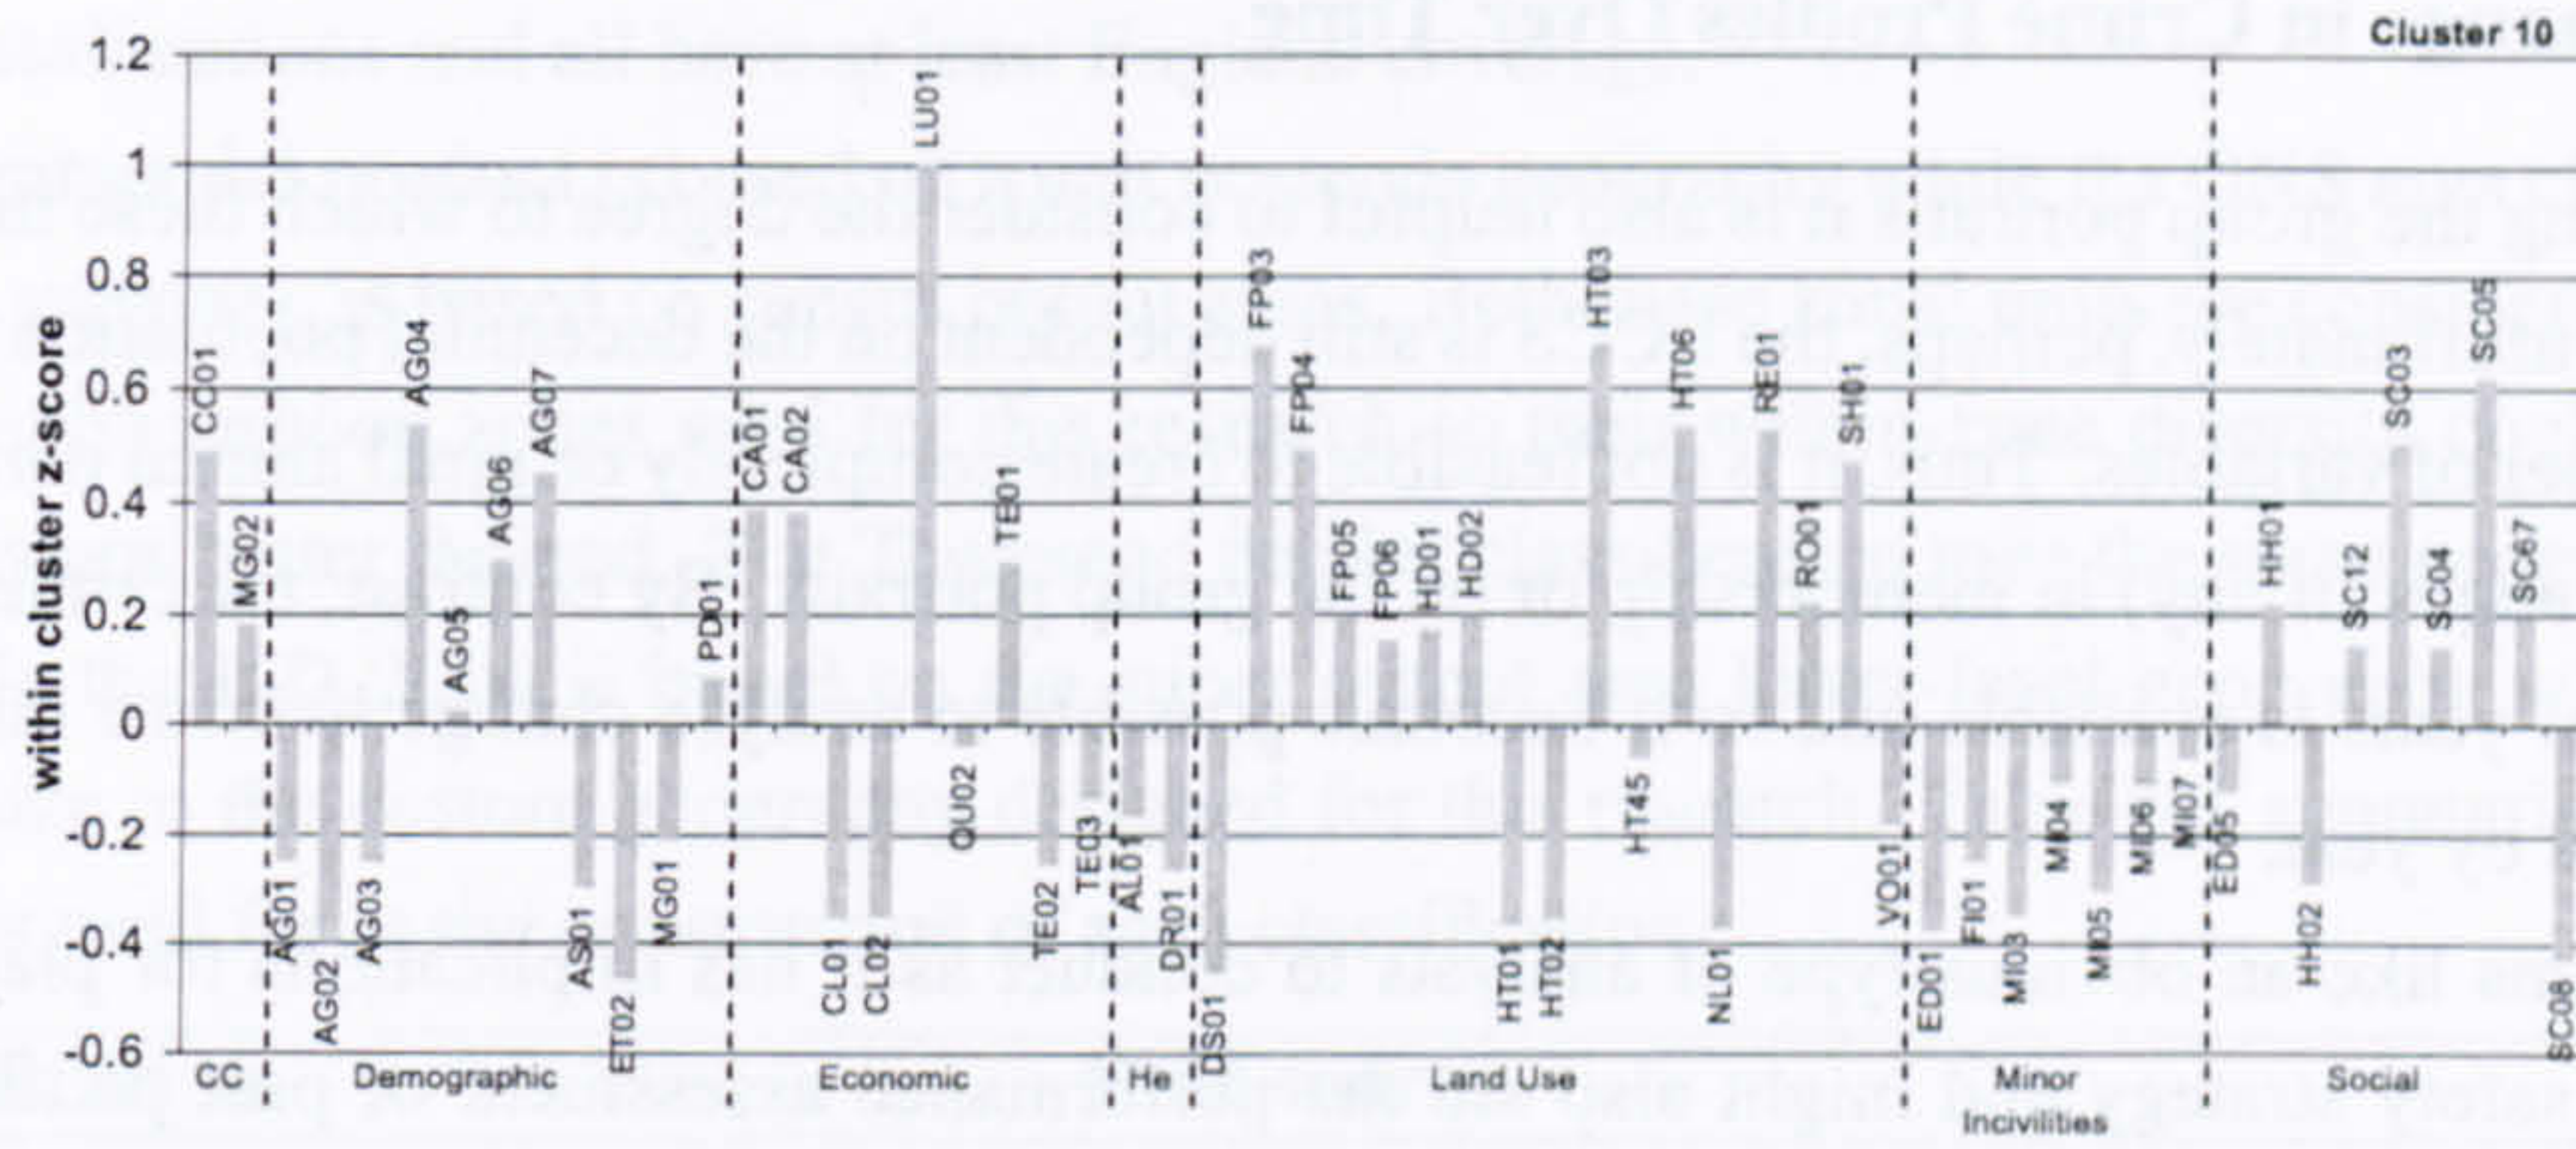 Cluster 10
within cluster z-score
1.2
1
0.8
0.6
0.4
0.2
0
-0.2
-0.4
-0.6
CC01
MG02
AG01
AG02
AG03
AG04
AG05
AG06
AG07
AS01
ET02
MG01
PD01
CA01
CA02
CL01
CL02
LU01
OU02
TE01
TE02
TE03
AL01
DR01
DS01
FP03
FP04
FP05
FP06
HD01
HD02
HT01
HT02
HT03
HT45
HT06
NL01
RE01
RO01
SH01
VO01
ED01
FI01
MI03
MI04
MI05
MI06
MI07
ED05
HH01
HH02
SC12
SC03
SC04
SC05
SC67
SC08
CC
Demographic
Economic
He
Land Use
Minor
Incivilities
Social